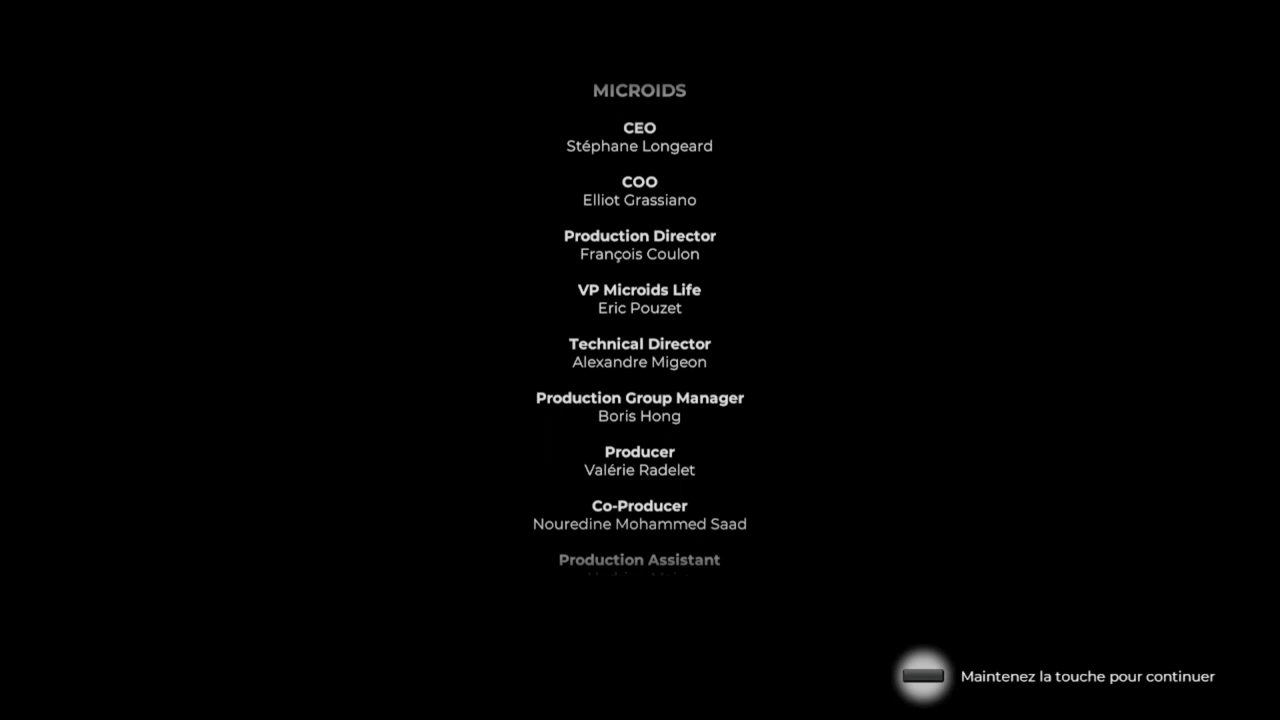 MICROIDS
CEO
Stéphane Longeard
COO
Elliot Grassiano
Production Director
François Coulon
VP Microids Life
Eric Pouzet
Technical Director
Alexandre Migeon
Production Group Manager
Boris Hong
Producer
Valérie Radelet
Co-Producer
Nouredine Mohammed Saad
Production Assistant
Maintenez la touche pour continuer